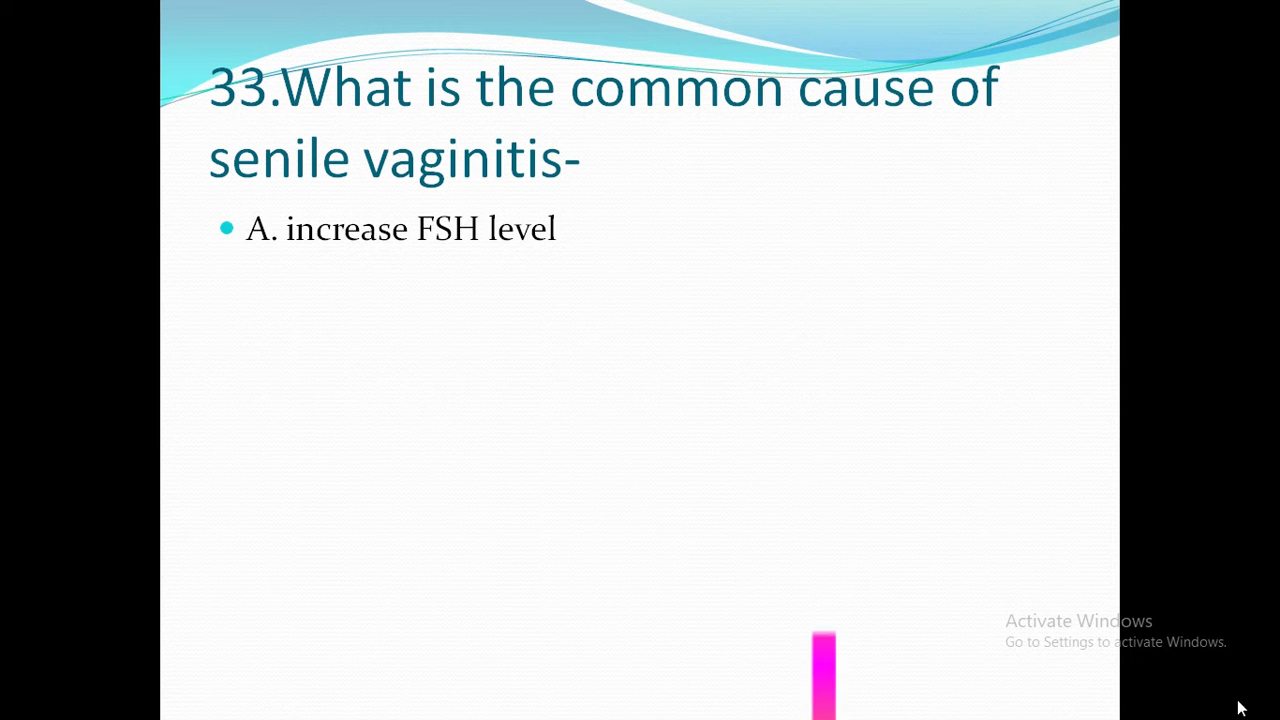 33.What is the common cause of
senile vaginitis-
A. increase FSH level
Activate Windows
Go to Settings to activate Windows.